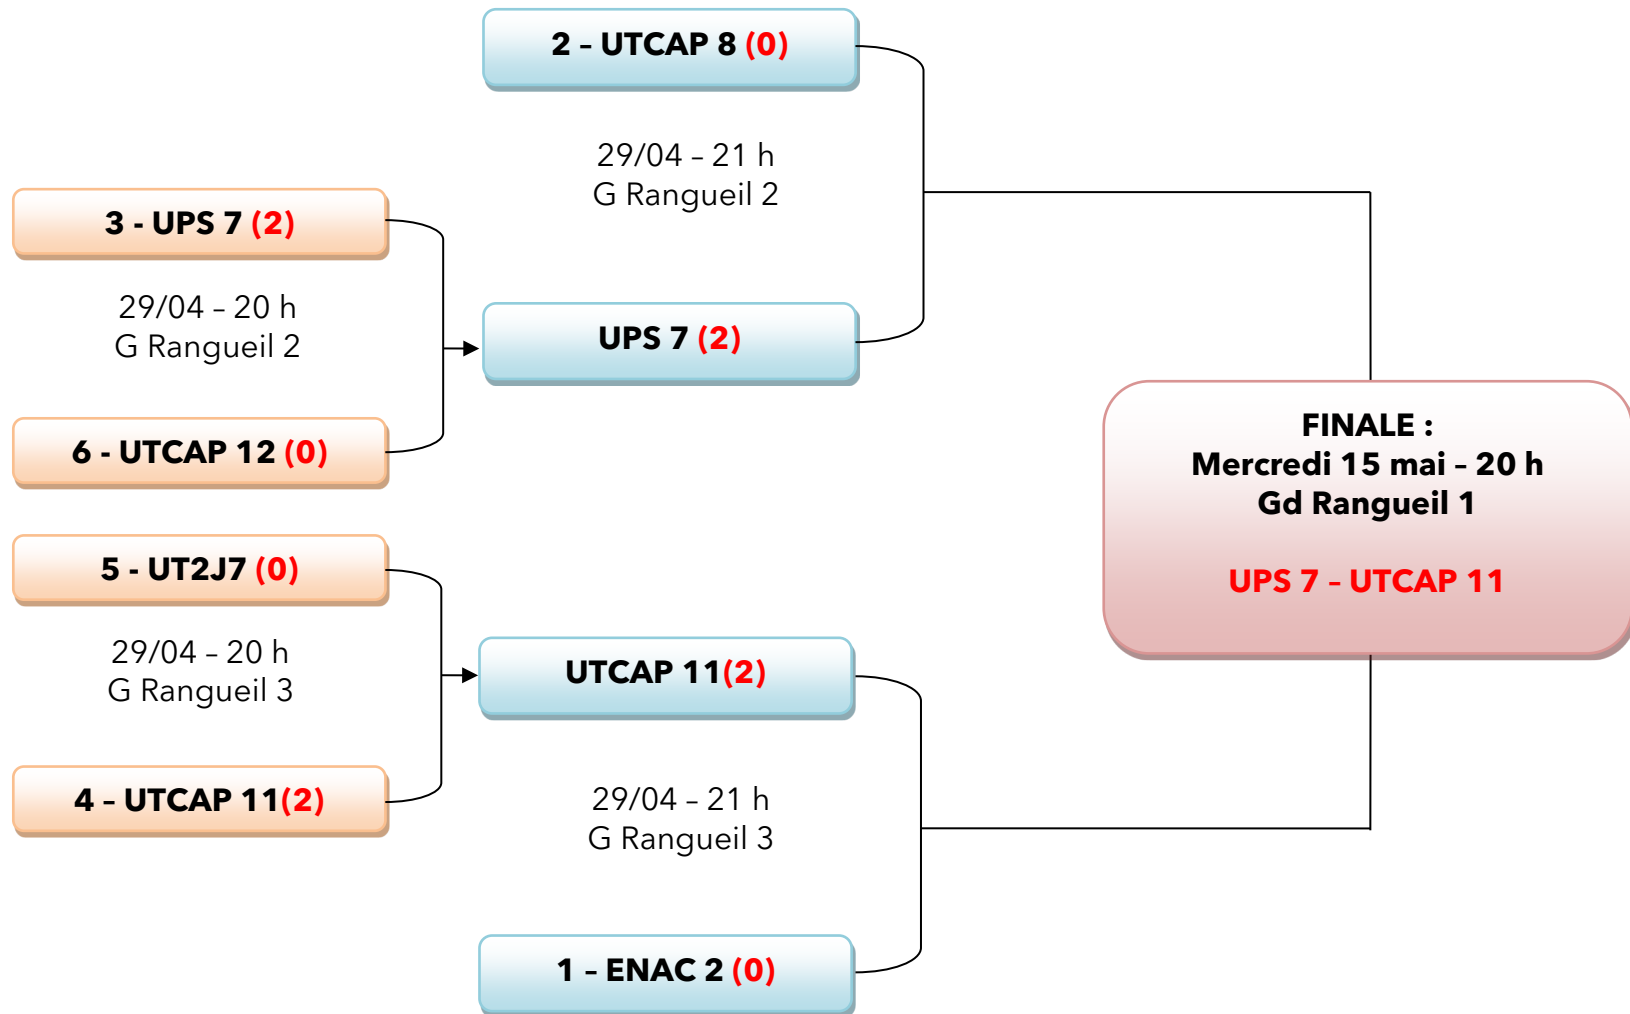 2 – UTCAP 8 (0)
29/04 – 21 h
G Rangueil 2
3 - UPS 7 (2)
29/04 – 20 h
G Rangueil 2
UPS 7 (2)
6 - UTCAP 12 (0)
FINALE :
Mercredi 15 mai – 20 h
Gd Rangueil 1
UPS 7 – UTCAP 11
5 - UT2J7 (0)
29/04 – 20 h
G Rangueil 3
UTCAP 11(2)
4 – UTCAP 11(2)
29/04 – 21 h
G Rangueil 3
1 – ENAC 2 (0)